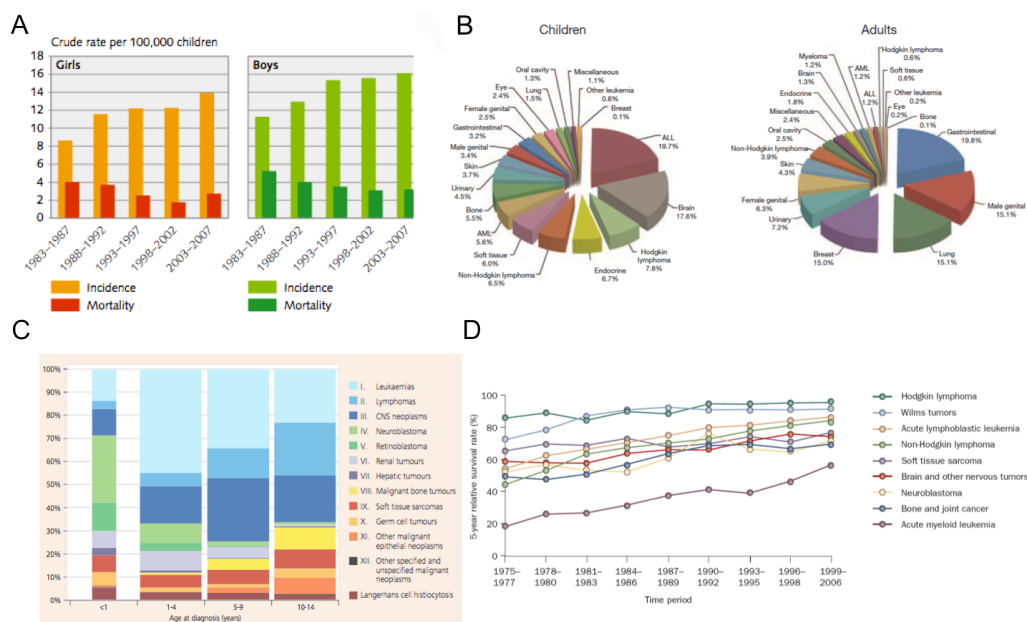 A
Crude rate per 100,000 children
18
16
14
12
10
8
6
4
2
0
Girls
Boys
1983–1987
1988–1992
1993–1997
1998–2002
2003–2007
1983–1987
1988–1992
1993–1997
1998–2002
2003–2007
Incidence
Mortality
Incidence
Mortality
B
Children
Oral cavity
1.3%
Miscellaneous
1.1%
Eye
2.4%
Lung
1.5%
Other leukemia
0.8%
Female genital
2.5%
Breast
0.1%
Gastrointestinal
3.2%
Male genital
3.4%
Skin
3.7%
Urinary
4.5%
Bone
5.5%
AML
5.6%
Soft tissue
6.0%
Non-Hodgkin lymphoma
6.5%
Endocrine
6.7%
Hodgkin
lymphoma
7.8%
Brain
17.6%
ALL
19.7%
Adults
Hodgkin lymphoma
0.6%
Myeloma
1.2%
AML
1.2%
Soft tissue
0.6%
Brain
1.3%
Other leukemia
0.2%
Endocrine
1.8%
ALL
1.2%
Eye
0.2%
Miscellaneous
2.4%
Bone
0.1%
Oral cavity
2.5%
Gastrointestinal
19.8%
Non-Hodgkin lymphoma
3.9%
Skin
4.3%
Female genital
6.3%
Urinary
7.2%
Breast
15.0%
Lung
15.1%
Male genital
15.1%
C
100%
90%
80%
70%
60%
50%
40%
30%
20%
10%
0%
<1
1-4
5-9
10-14
Age at diagnosis (years)
I. Leukaemias
II. Lymphomas
III. CNS neoplasms
IV. Neuroblastoma
V. Retinoblastoma
VI. Renal tumours
VII. Hepatic tumours
VIII. Malignant bone tumours
IX. Soft tissue sarcomas
X. Germ cell tumours
XI. Other malignant
epithelial neoplasms
XII. Other specified and
unspecified malignant
neoplasms
Langerhans cell histiocytosis
D
5-year relative survival rate (%)
100
80
60
40
20
0
1975–
1977
1978–
1980
1981–
1983
1984–
1986
1987–
1989
1990–
1992
1993–
1995
1996–
1998
1999–
2006
Time period
Hodgkin lymphoma
Wilms tumors
Acute lymphoblastic leukemia
Non-Hodgkin lymphoma
Soft tissue sarcoma
Brain and other nervous tumors
Neuroblastoma
Bone and joint cancer
Acute myeloid leukemia